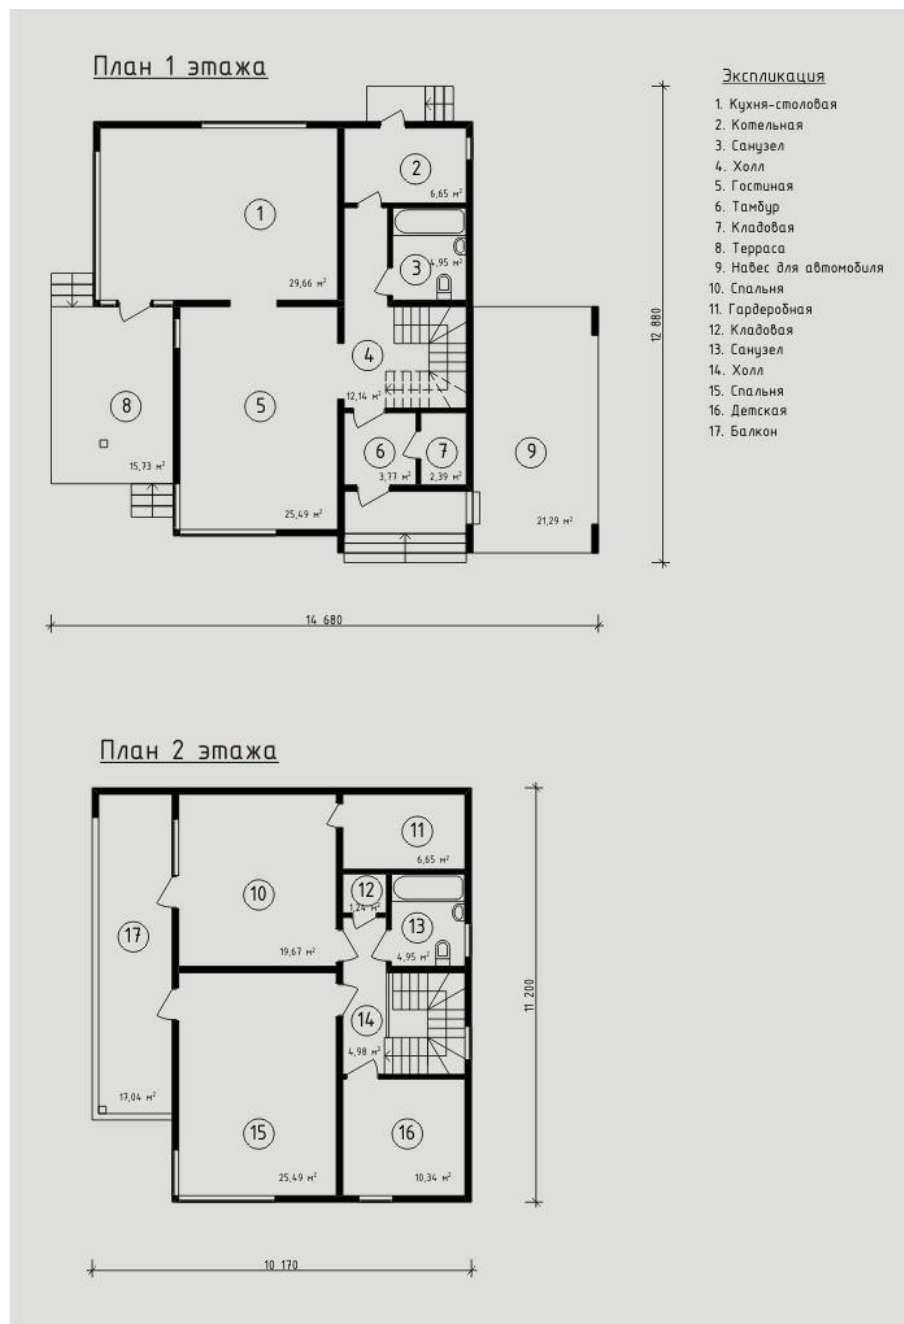 План 1 этажа
Экспликация
1. Кухня-столовая
2. Котельная
3. Санузел
4. Холл
5. Гостиная
6. Тамбур
7. Кладовая
8. Терраса
9. Навес для автомобиля
10. Спальня
11. Гардеробная
12. Кладовая
13. Санузел
14. Холл
15. Спальня
16. Детская
17. Балкон
2
6,65 м²
1
29,66 м²
3
4,95 м²
4
12,14 м²
8
15,73 м²
5
25,49 м²
6
3,77 м²
7
2,39 м²
9
21,29 м²
12 880
14 680
План 2 этажа
11
6,65 м²
10
19,67 м²
12
1,24 м²
13
4,95 м²
17
17,04 м²
14
4,98 м²
15
25,49 м²
16
10,34 м²
11 200
10 170